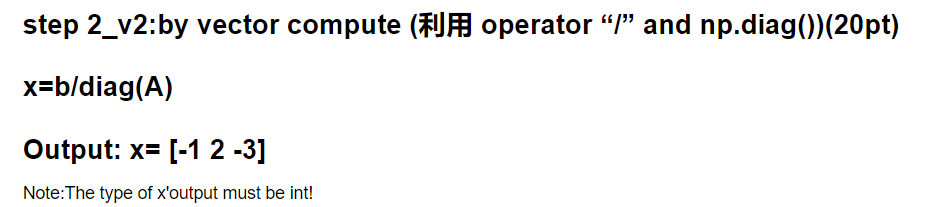 step 2_v2:by vector compute (利用 operator “/” and np.diag())(20pt)
x=b/diag(A)
Output: x= [-1 2 -3]
Note:The type of x'output must be int!